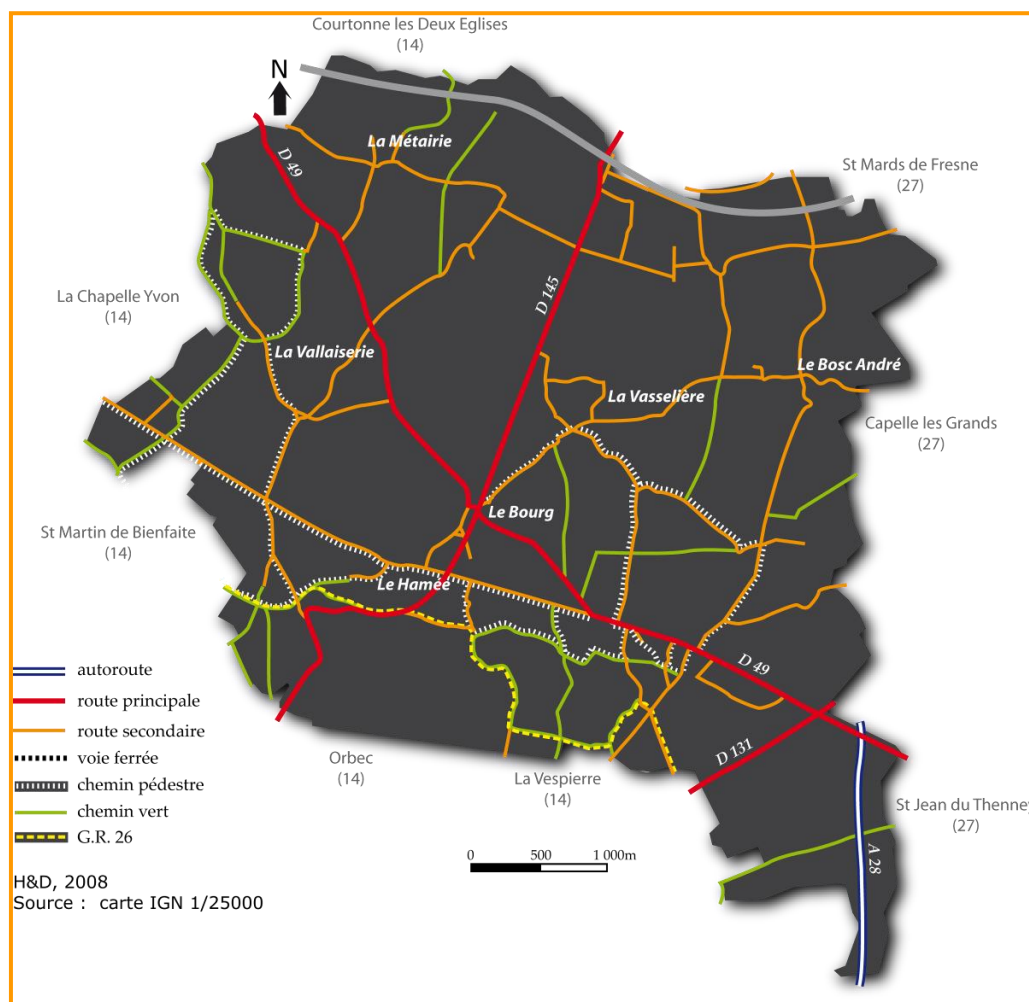 Courtonne les Deux Eglises
(14)
N
La Métairie
D 49
St Mards de Fresne
(27)
La Chapelle Yvon
(14)
D 145
La Vallaiserie
Le Bosc André
La Vasselière
Capelle les Grands
(27)
Le Bourg
St Martin de Bienfaite
(14)
Le Hamée
D 49
autoroute
route principale
route secondaire
voie ferrée
chemin pédestre
chemin vert
G.R. 26
Orbec
(14)
D 131
La Vespierre
(14)
St Jean du Thenney
(27)
A 28
0 500 1 000m
H&D, 2008
Source : carte IGN 1/25000